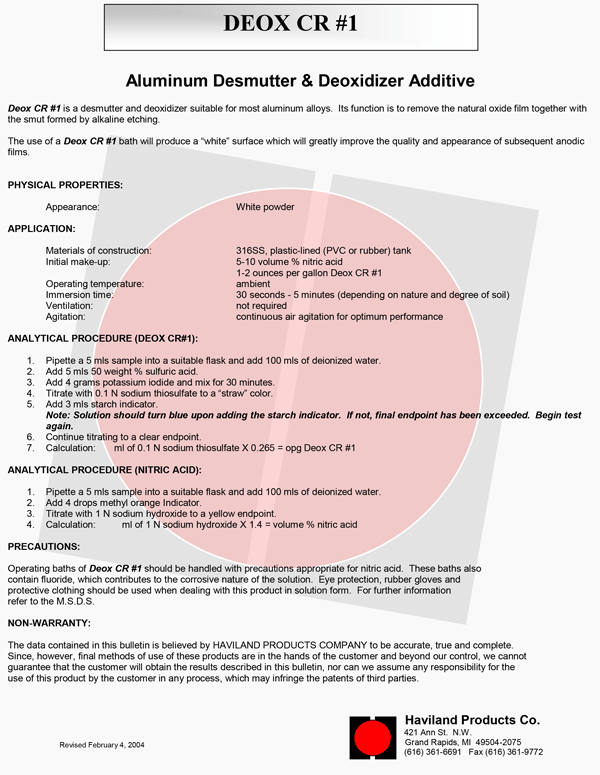 DEOX CR #1
Aluminum Desmutter & Deoxidizer Additive
Deox CR #1 is a desmutter and deoxidizer suitable for most aluminum alloys. Its function is to remove the natural oxide film together with
the smut formed by alkaline etching.
The use of a Deox CR #1 bath will produce a “white” surface which will greatly improve the quality and appearance of subsequent anodic
films.
PHYSICAL PROPERTIES:
Appearance: White powder
APPLICATION:
Materials of construction: 316SS, plastic-lined (PVC or rubber) tank
Initial make-up: 5-10 volume % nitric acid
1-2 ounces per gallon Deox CR #1
Operating temperature: ambient
Immersion time: 30 seconds - 5 minutes (depending on nature and degree of soil)
Ventilation: not required
Agitation: continuous air agitation for optimum performance
ANALYTICAL PROCEDURE (DEOX CR#1):
1. Pipette a 5 mls sample into a suitable flask and add 100 mls of deionized water.
2. Add 5 mls 50 weight % sulfuric acid.
3. Add 4 grams potassium iodide and mix for 30 minutes.
4. Titrate with 0.1 N sodium thiosulfate to a “straw” color.
5. Add 3 mls starch indicator.
Note: Solution should turn blue upon adding the starch indicator. If not, final endpoint has been exceeded. Begin test
again.
6. Continue titrating to a clear endpoint.
7. Calculation: ml of 0.1 N sodium thiosulfate X 0.265 = opg Deox CR #1
ANALYTICAL PROCEDURE (NITRIC ACID):
1. Pipette a 5 mls sample into a suitable flask and add 100 mls of deionized water.
2. Add 4 drops methyl orange Indicator.
3. Titrate with 1 N sodium hydroxide to a yellow endpoint.
4. Calculation: ml of 1 N sodium hydroxide X 1.4 = volume % nitric acid
PRECAUTIONS:
Operating baths of Deox CR #1 should be handled with precautions appropriate for nitric acid. These baths also
contain fluoride, which contributes to the corrosive nature of the solution. Eye protection, rubber gloves and
protective clothing should be used when dealing with this product in solution form. For further information
refer to the M.S.D.S.
NON-WARRANTY:
The data contained in this bulletin is believed by HAVILAND PRODUCTS COMPANY to be accurate, true and complete.
Since, however, final methods of use of these products are in the hands of the customer and beyond our control, we cannot
guarantee that the customer will obtain the results described in this bulletin, nor can we assume any responsibility for the
use of this product by the customer in any process, which may infringe the patents of third parties.
Haviland Products Co.
421 Ann St. N.W.
Grand Rapids, MI 49504-2075
(616) 361-6691 Fax (616) 361-9772
Revised February 4, 2004